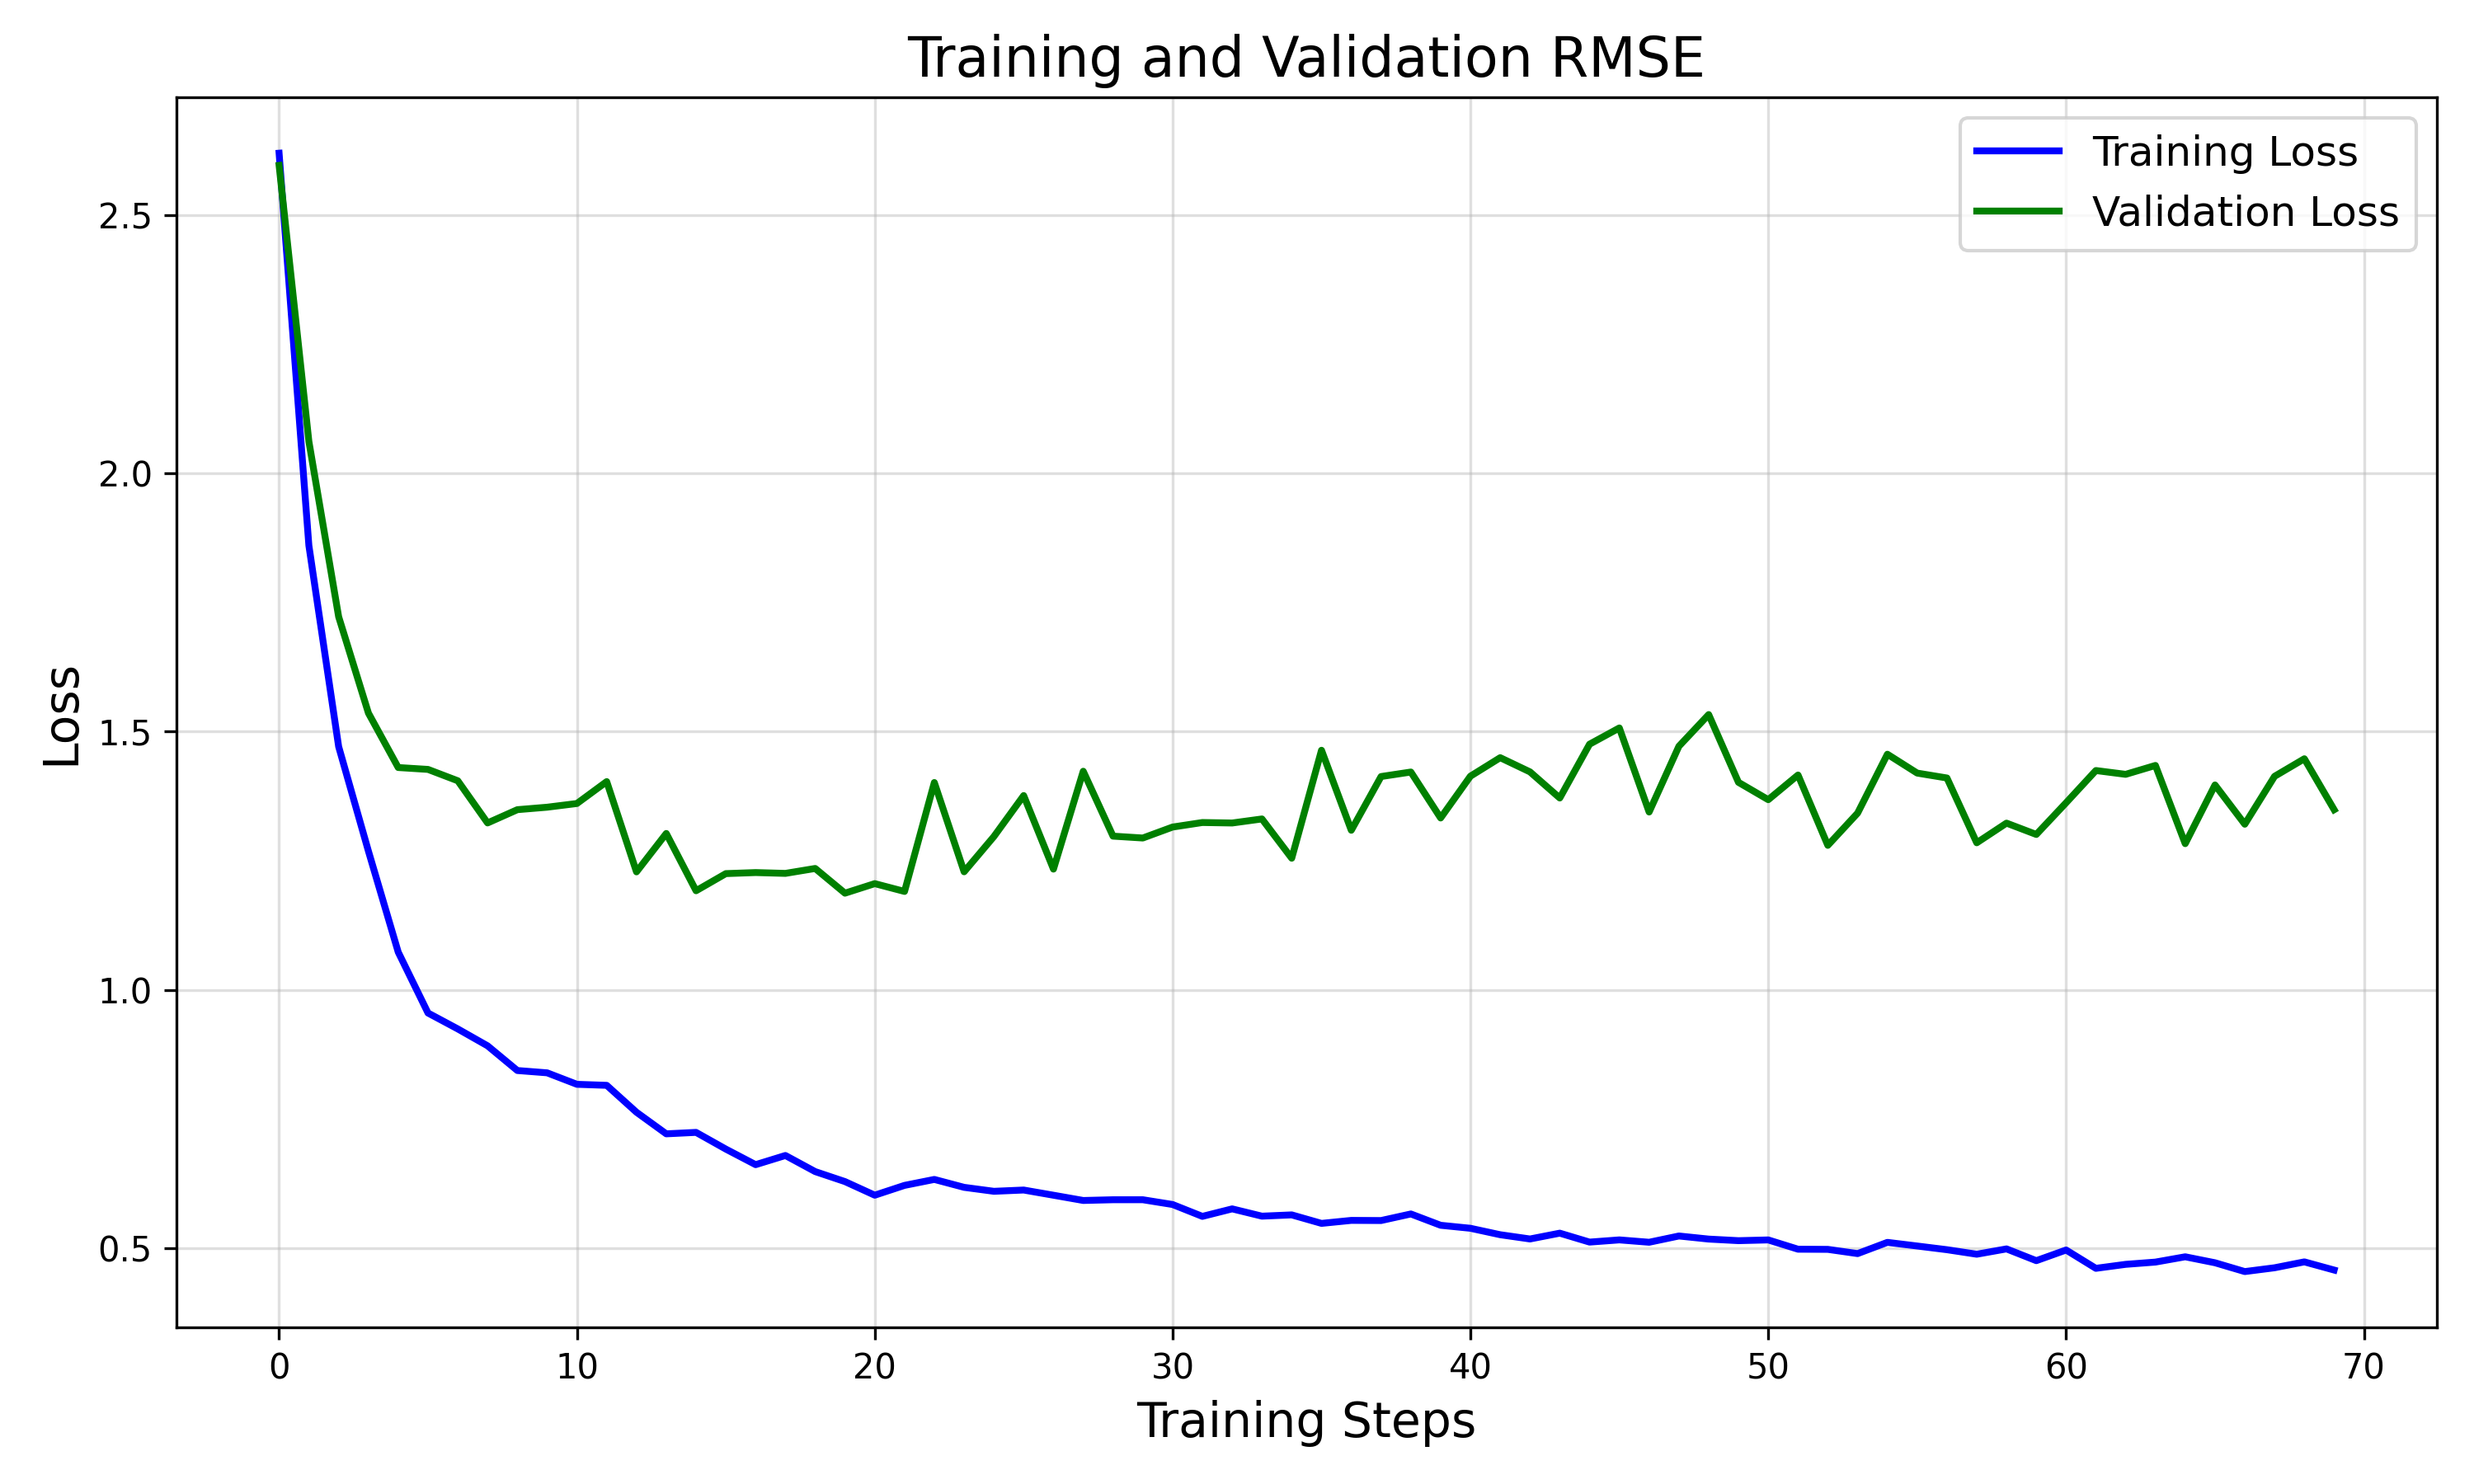 Training and Validation RMSE
Training Loss
Validation Loss
2.5
2.0
1.5
1.0
0.5
Loss
0 10 20 30 40 50 60 70
Training Steps